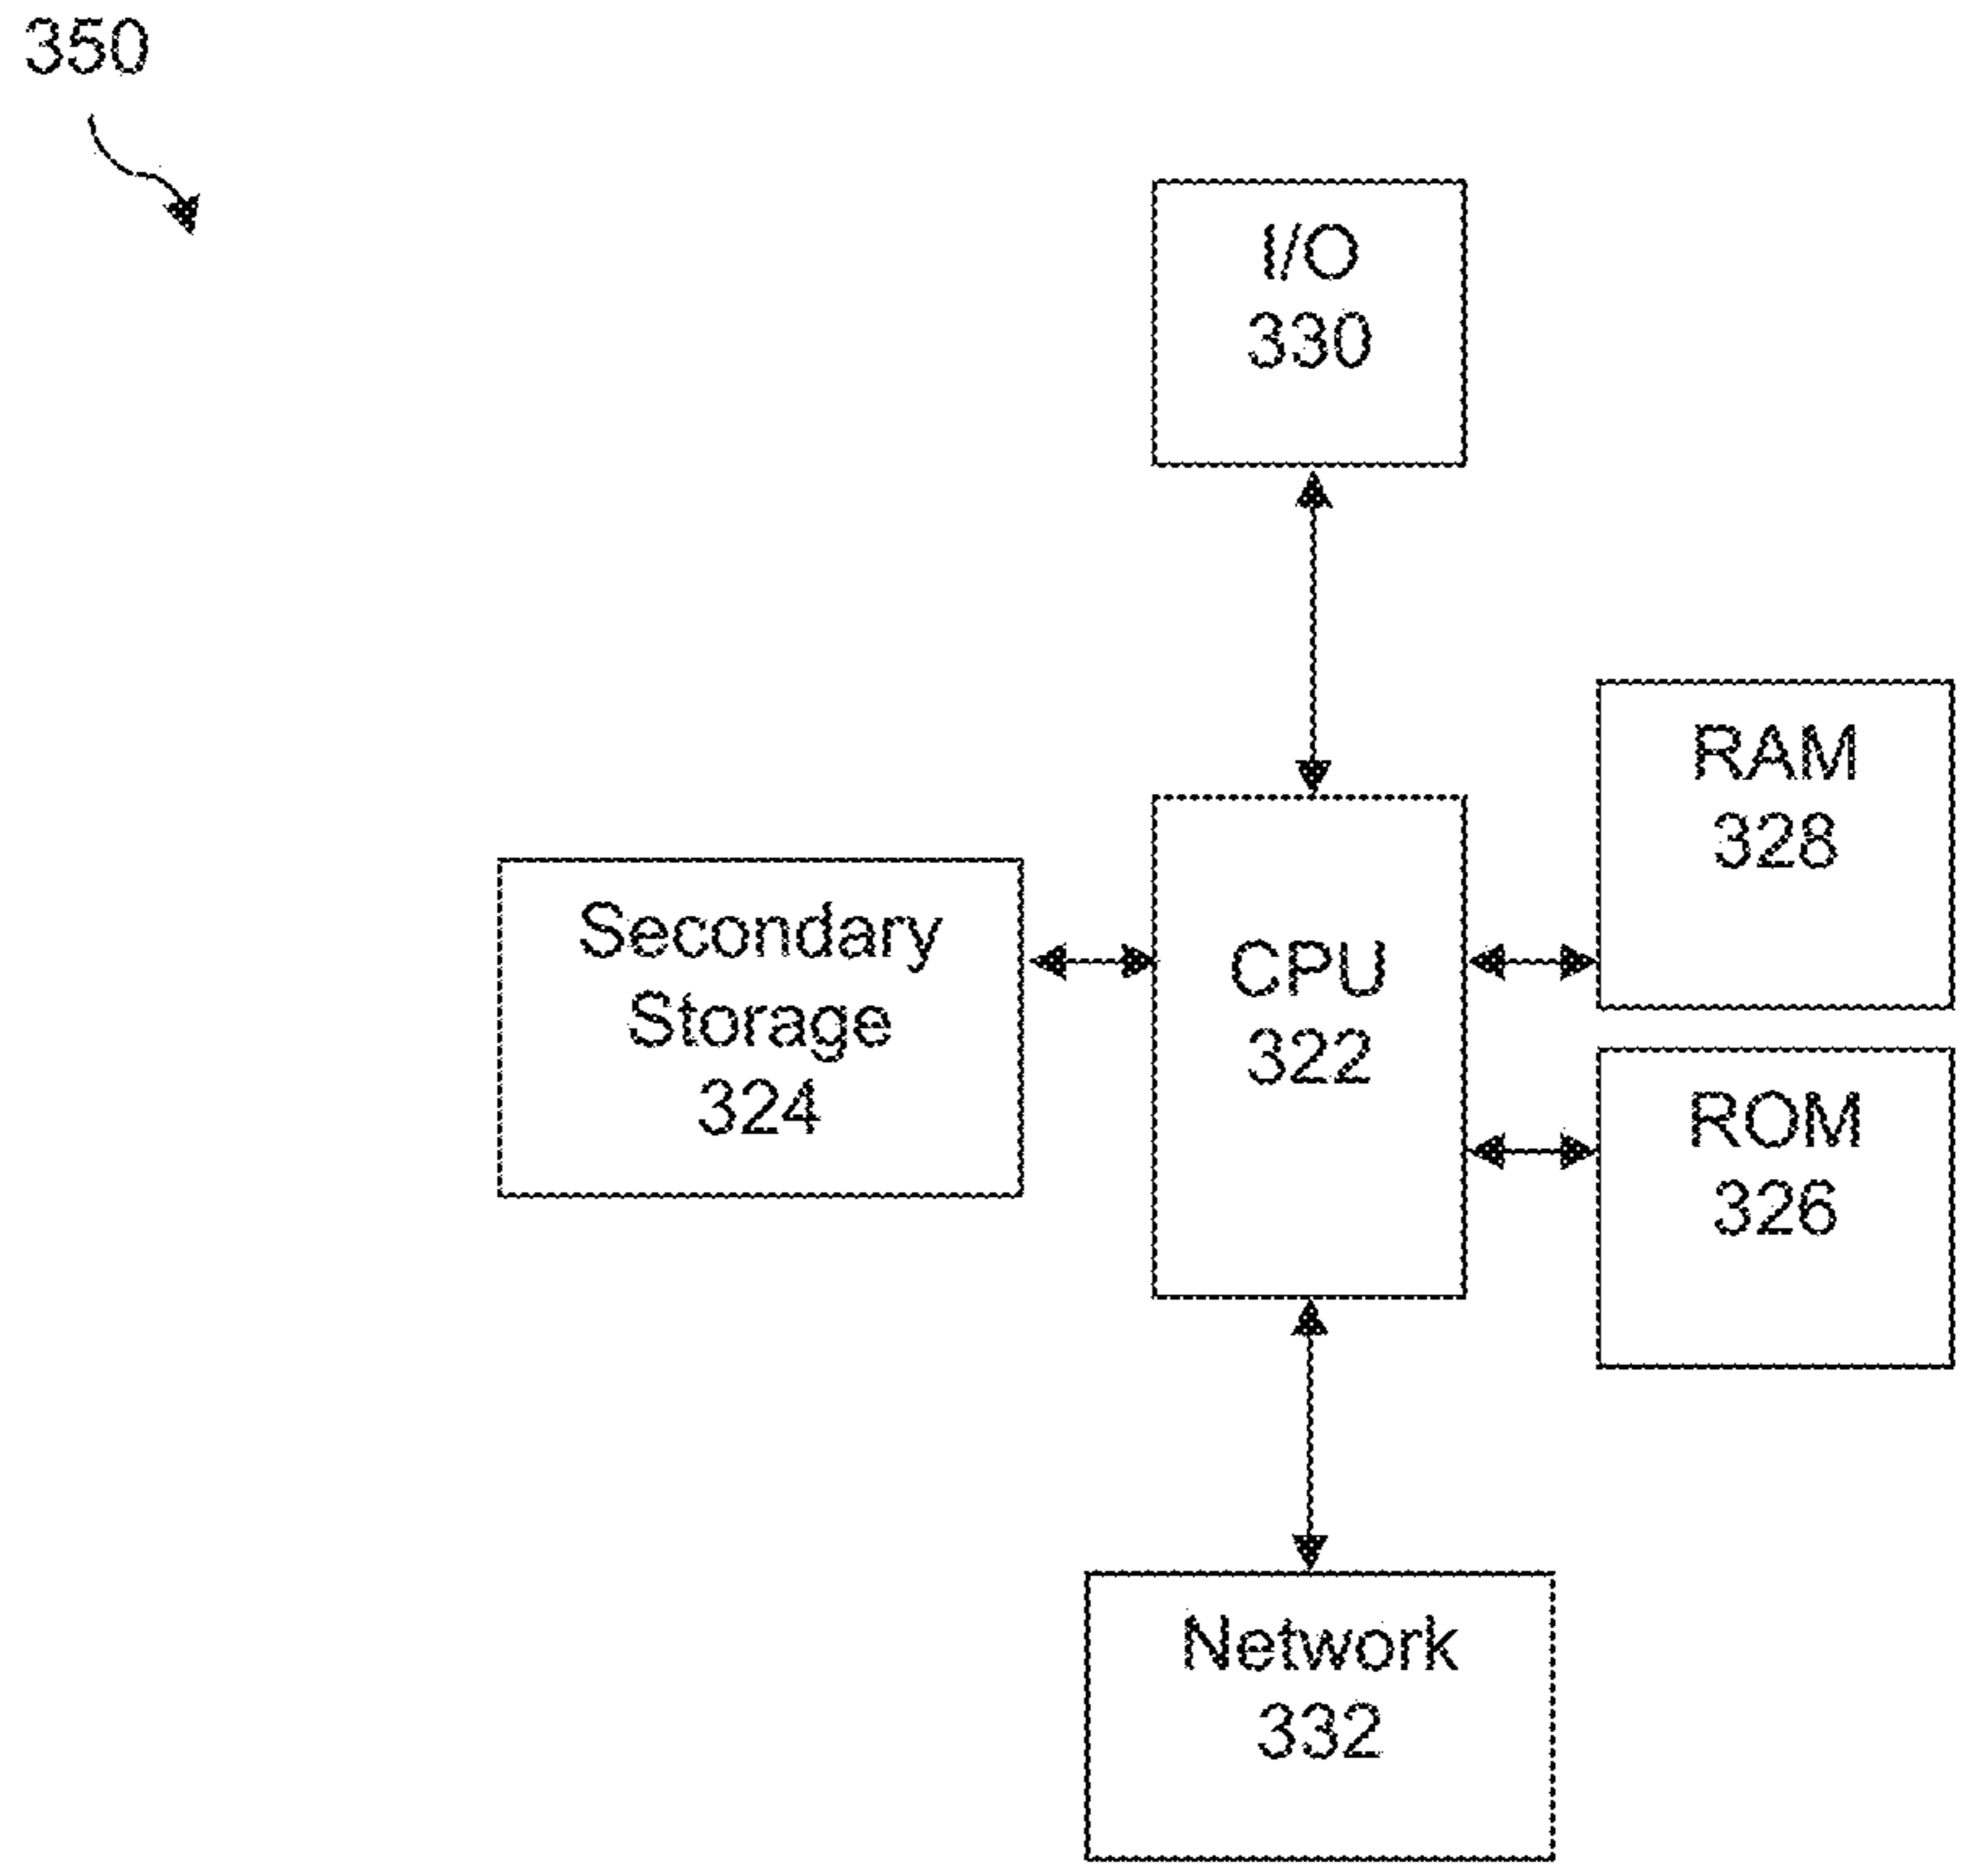 350
I/O
330
RAM
328
Secondary
Storage
324
CPU
322
ROM
326
Network
332